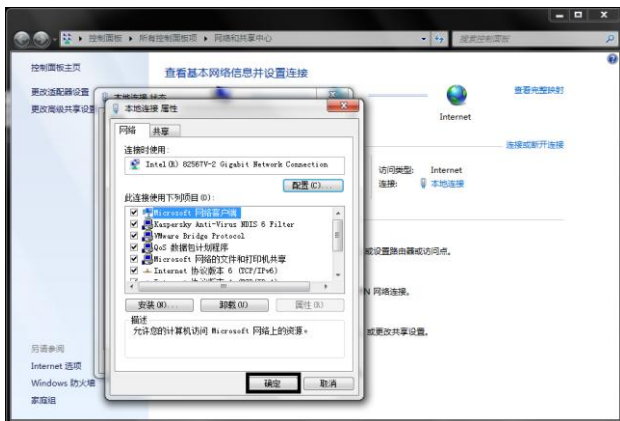 控制面板 ▸ 所有控制面板项 ▸ 网络和共享中心
搜索控制面板
控制面板主页
查看基本网络信息并设置连接
更改适配器设置
更改高级共享设
本地连接 状态
查看完整映射
本地连接 属性
Internet
网络 共享
连接或断开连接
连接时使用:
Intel(R) 82567V-2 Gigabit Network Connection
访问类型: Internet
连接: 本地连接
配置(C)...
此连接使用下列项目(O):
Microsoft 网络客户端
Kaspersky Anti-Virus NDIS 6 Filter
VMware Bridge Protocol
QoS 数据包计划程序
或设置路由器或访问点。
Microsoft 网络的文件和打印机共享
Internet 协议版本 6 (TCP/IPv6)
N 网络连接。
安装(N)... 卸载(U) 属性(R)
描述
允许您的计算机访问 Microsoft 网络上的资源。
或更改共享设置。
另请参阅
Internet 选项
Windows 防火墙
家庭组
确定 取消